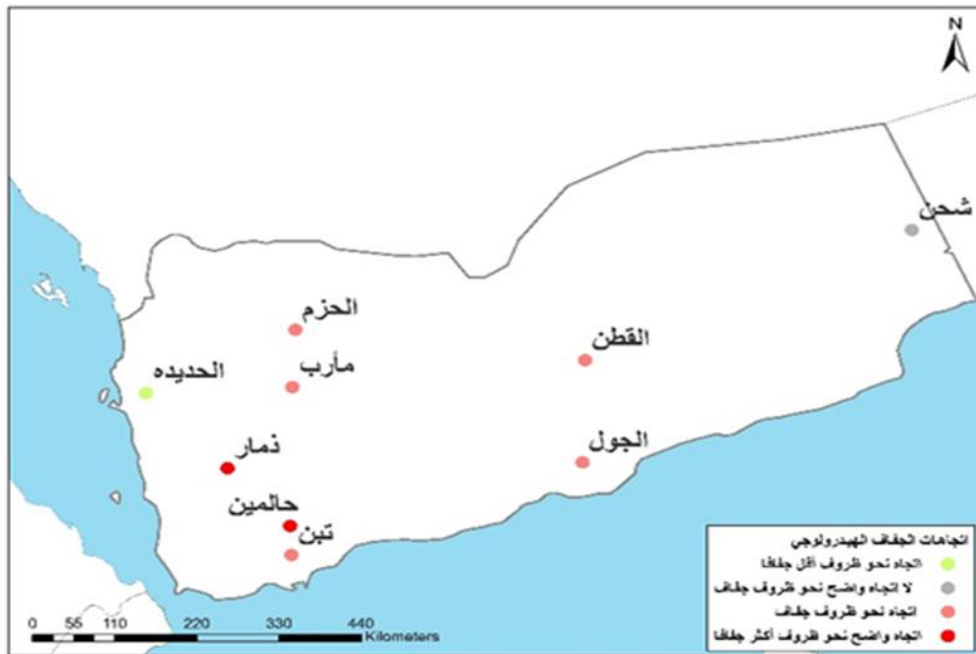 N
شحن
الحزم
القطن
مأرب
الحديده
الجول
ذمار
حالمين
تبن
اتجاهات الجفاف الهيدرولوجي
اتجاه نحو ظروف أقل جفافا
لا اتجاه واضح نحو ظروف جفاف
اتجاه نحو ظروف جفاف
اتجاه واضح نحو ظروف أكثر جفافا
0 55 110 220 330 440
Kilometers